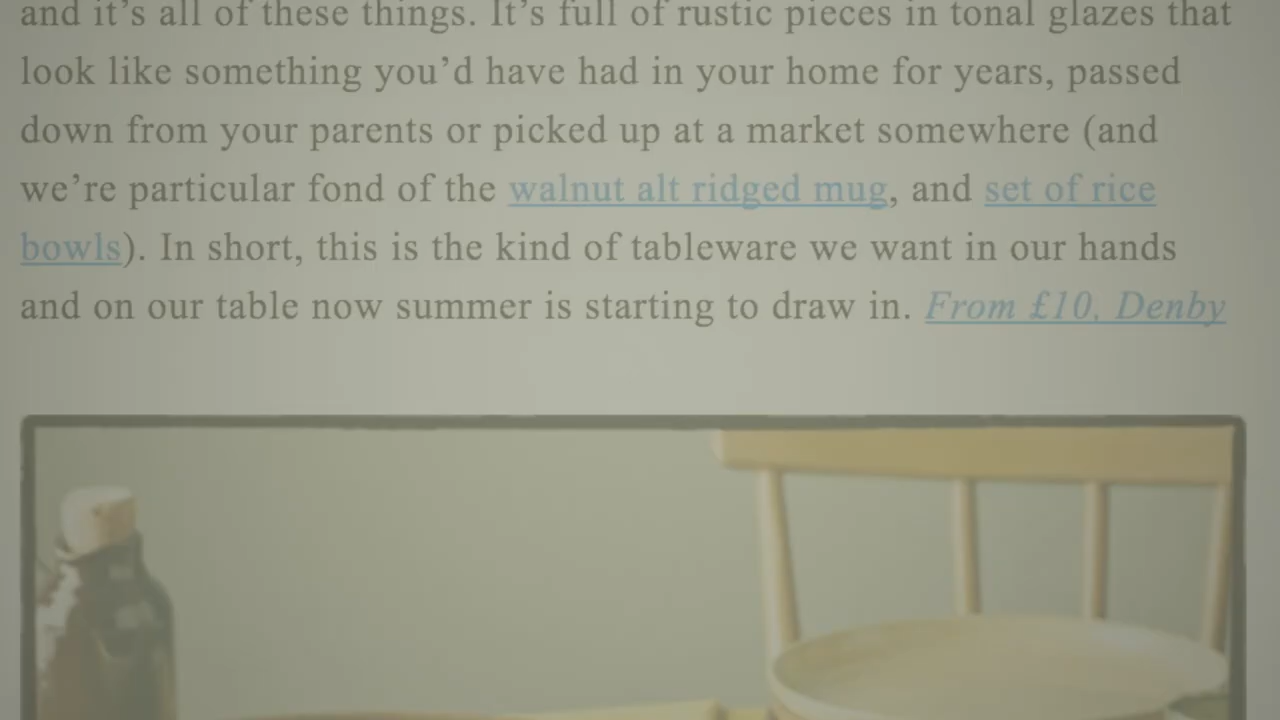 and it’s all of these things. It’s full of rustic pieces in tonal glazes that
look like something you’d have had in your home for years, passed
down from your parents or picked up at a market somewhere (and
we’re particular fond of the walnut alt ridged mug, and set of rice
bowls). In short, this is the kind of tableware we want in our hands
and on our table now summer is starting to draw in. From £10, Denby